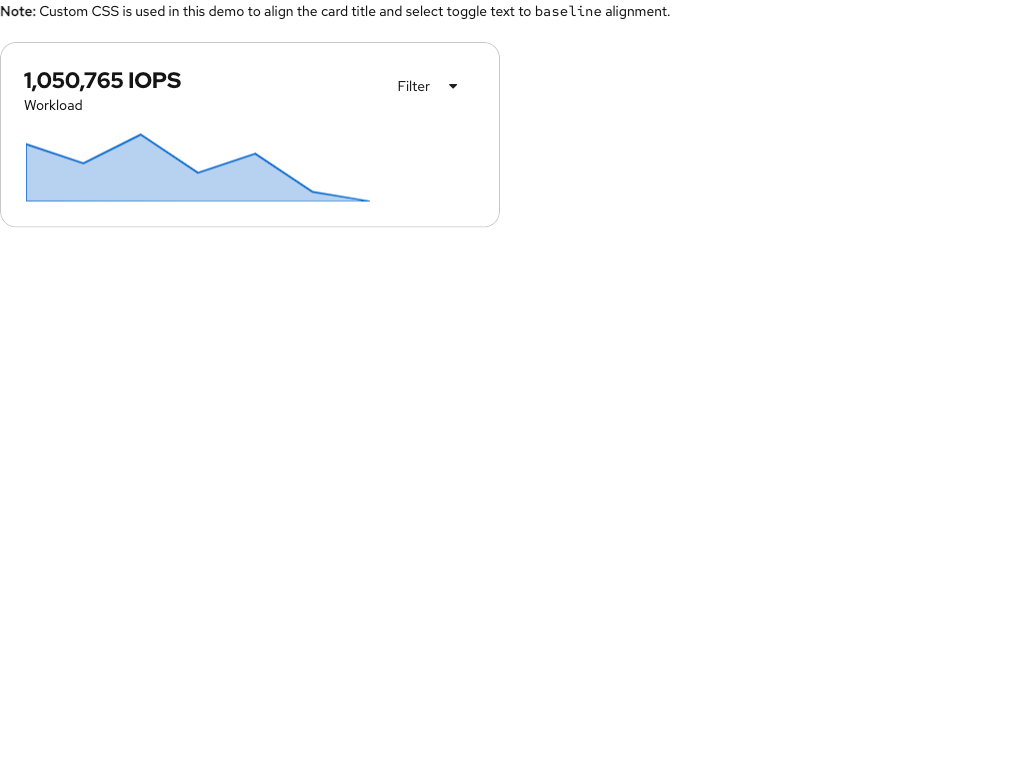 Note: Custom CSS is used in this demo to align the card title and select toggle text to baseline alignment.
1,050,765 IOPS
Filter
Workload